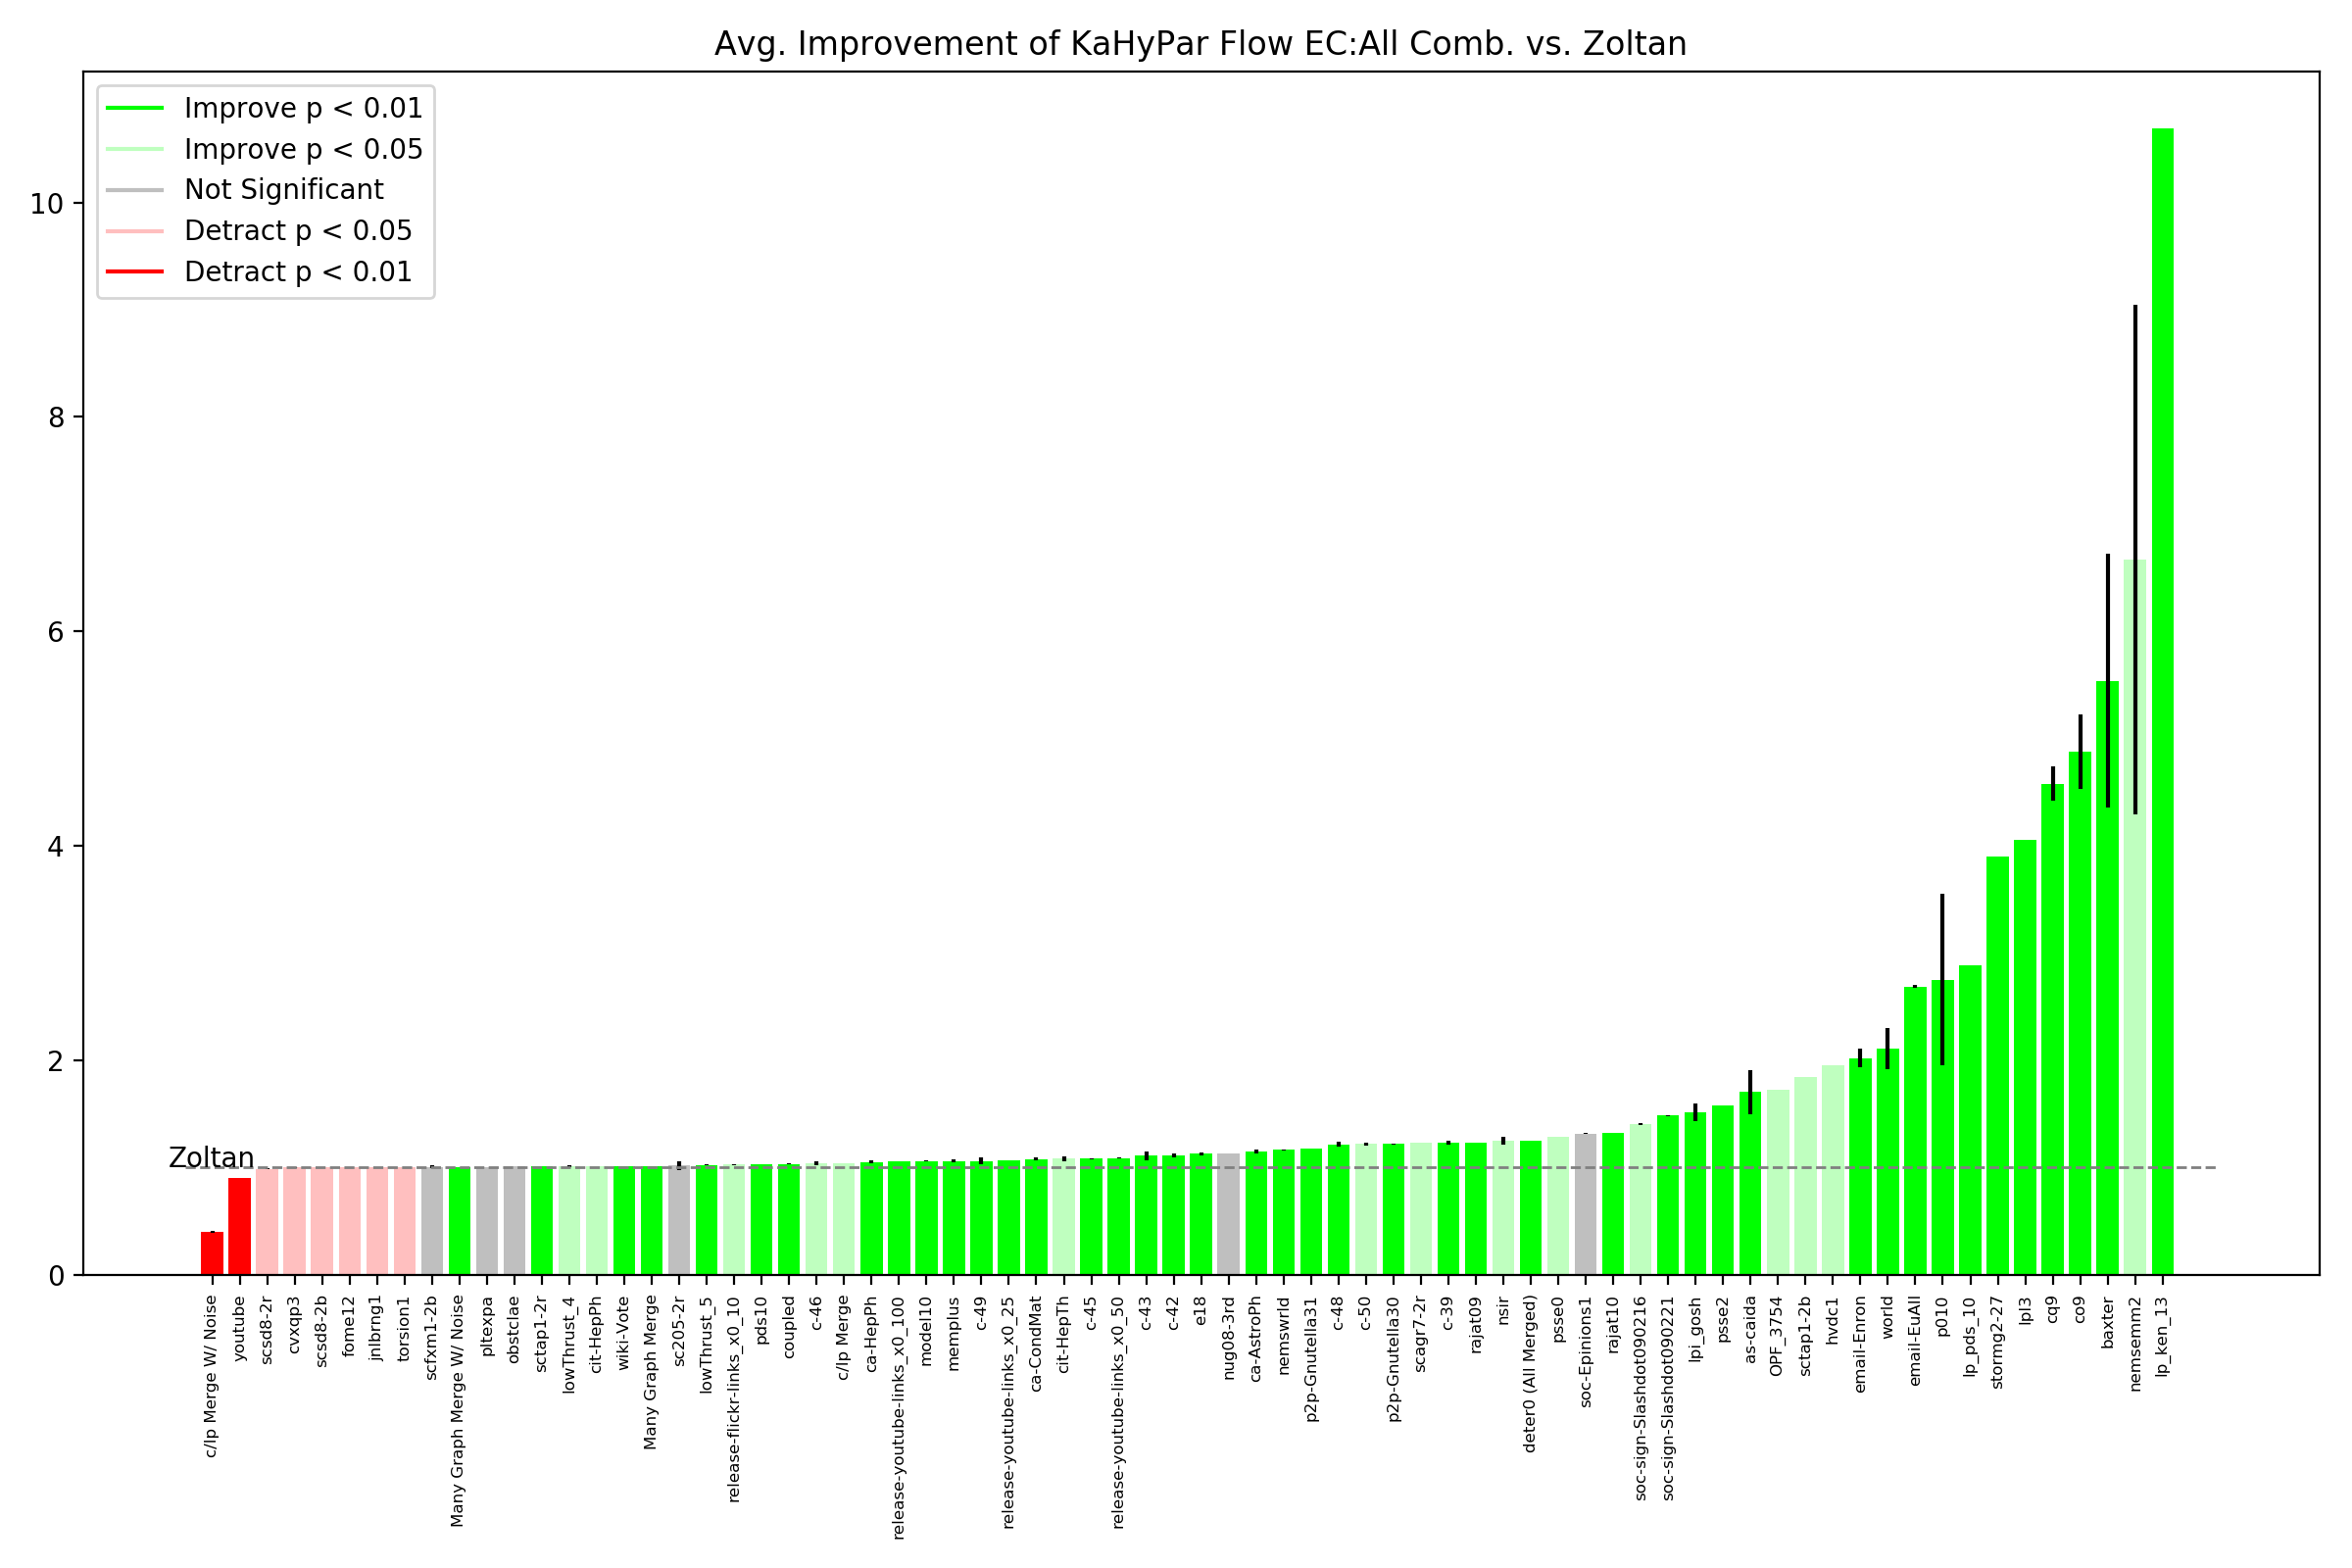 Avg. Improvement of KaHyPar Flow EC:All Comb. vs. Zoltan
Improve p < 0.01
Improve p < 0.05
Not Significant
Detract p < 0.05
Detract p < 0.01
10
8
6
4
2
0
Zoltan
c/lp Merge W/ Noise
youtube
scsd8-2r
cvxqp3
scsd8-2b
fome12
jnlbrng1
torsion1
scfxm1-2b
Many Graph Merge W/ Noise
pltexpa
obstclae
sctap1-2r
lowThrust_4
cit-HepPh
wiki-Vote
Many Graph Merge
sc205-2r
lowThrust_5
release-flickr-links_x0_10
pds10
coupled
c-46
c/lp Merge
ca-HepPh
release-youtube-links_x0_100
model10
memplus
c-49
release-youtube-links_x0_25
ca-CondMat
cit-HepTh
c-45
release-youtube-links_x0_50
c-43
c-42
e18
nug08-3rd
ca-AstroPh
nemswrld
p2p-Gnutella31
c-48
c-50
p2p-Gnutella30
scagr7-2r
c-39
rajat09
nsir
deter0 (All Merged)
psse0
soc-Epinions1
rajat10
soc-sign-Slashdot090216
soc-sign-Slashdot090221
lpi_gosh
psse2
as-caida
OPF_3754
sctap1-2b
hvdc1
email-Enron
world
email-EuAll
p010
lp_pds_10
stormg2-27
lpl3
cq9
co9
baxter
nemsemm2
lp_ken_13